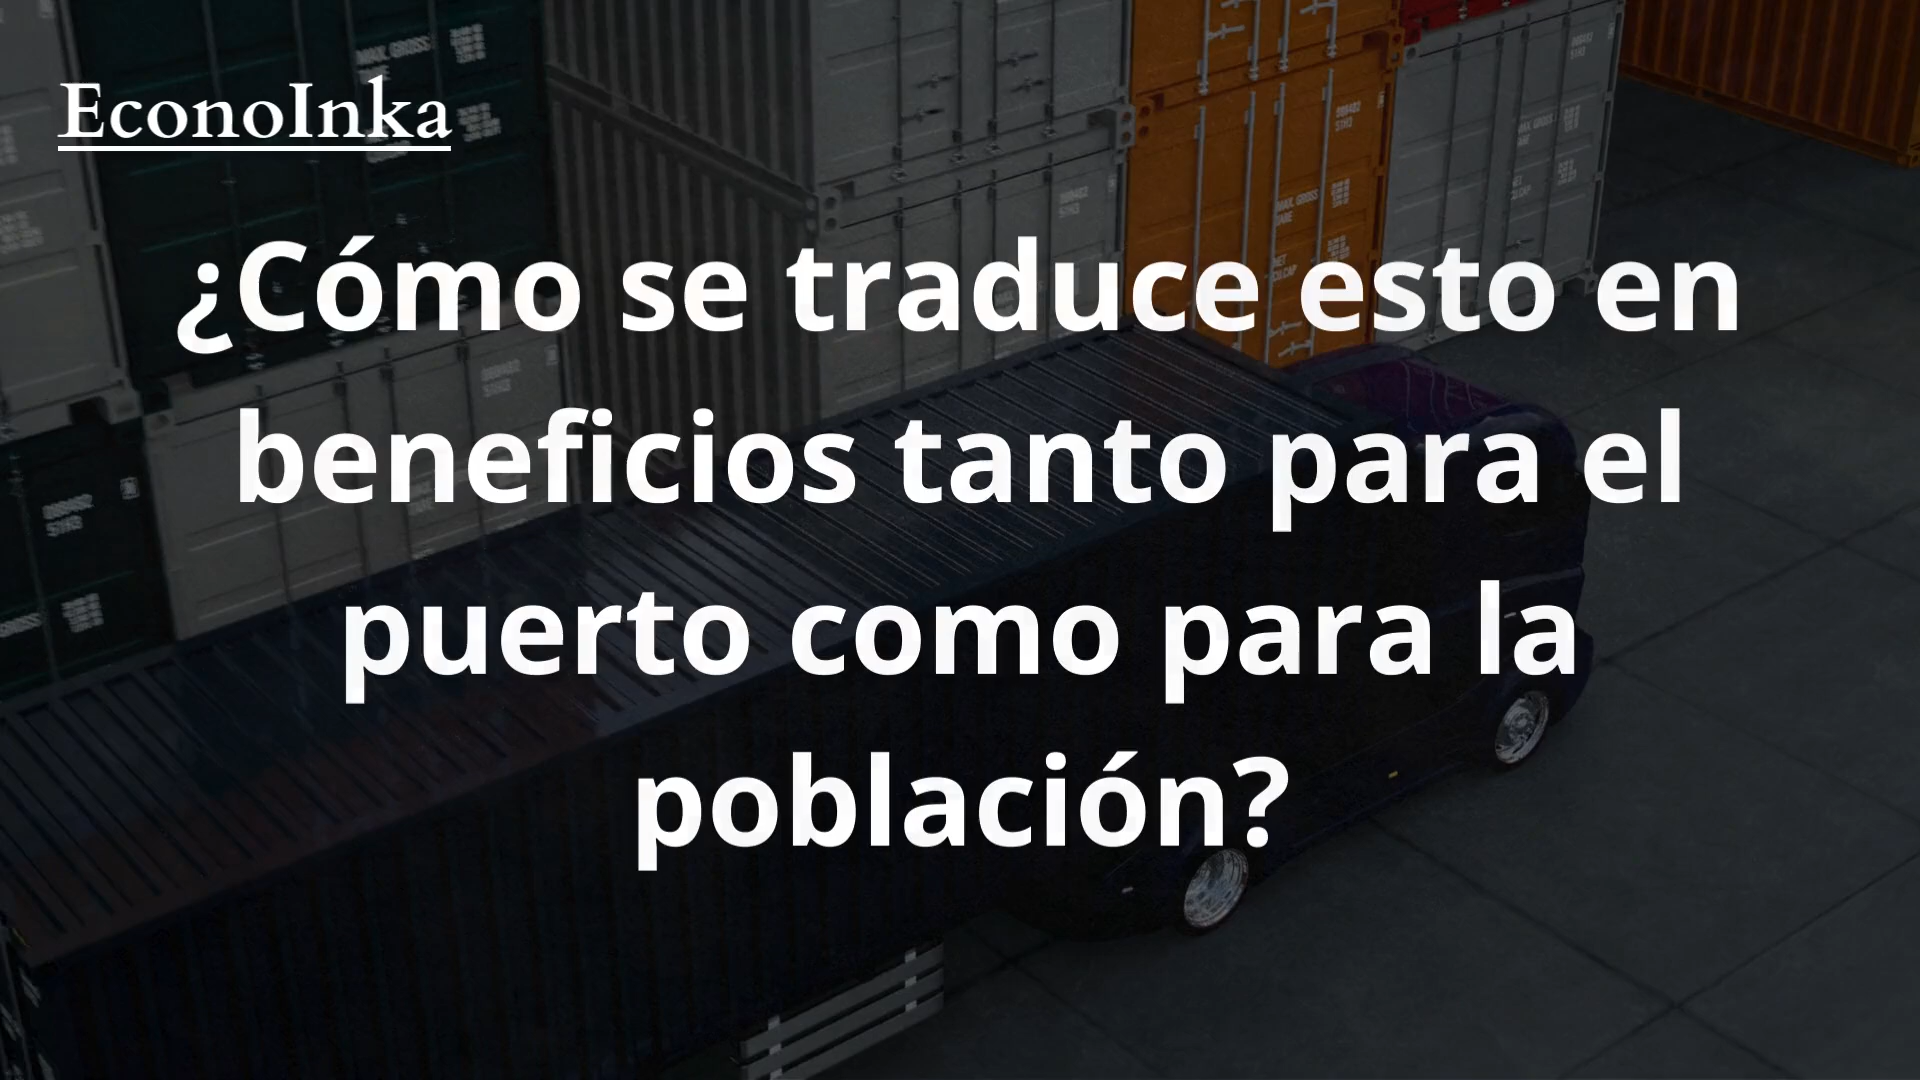 EconoInka
¿Cómo se traduce esto en
beneficios tanto para el
puerto como para la
población?